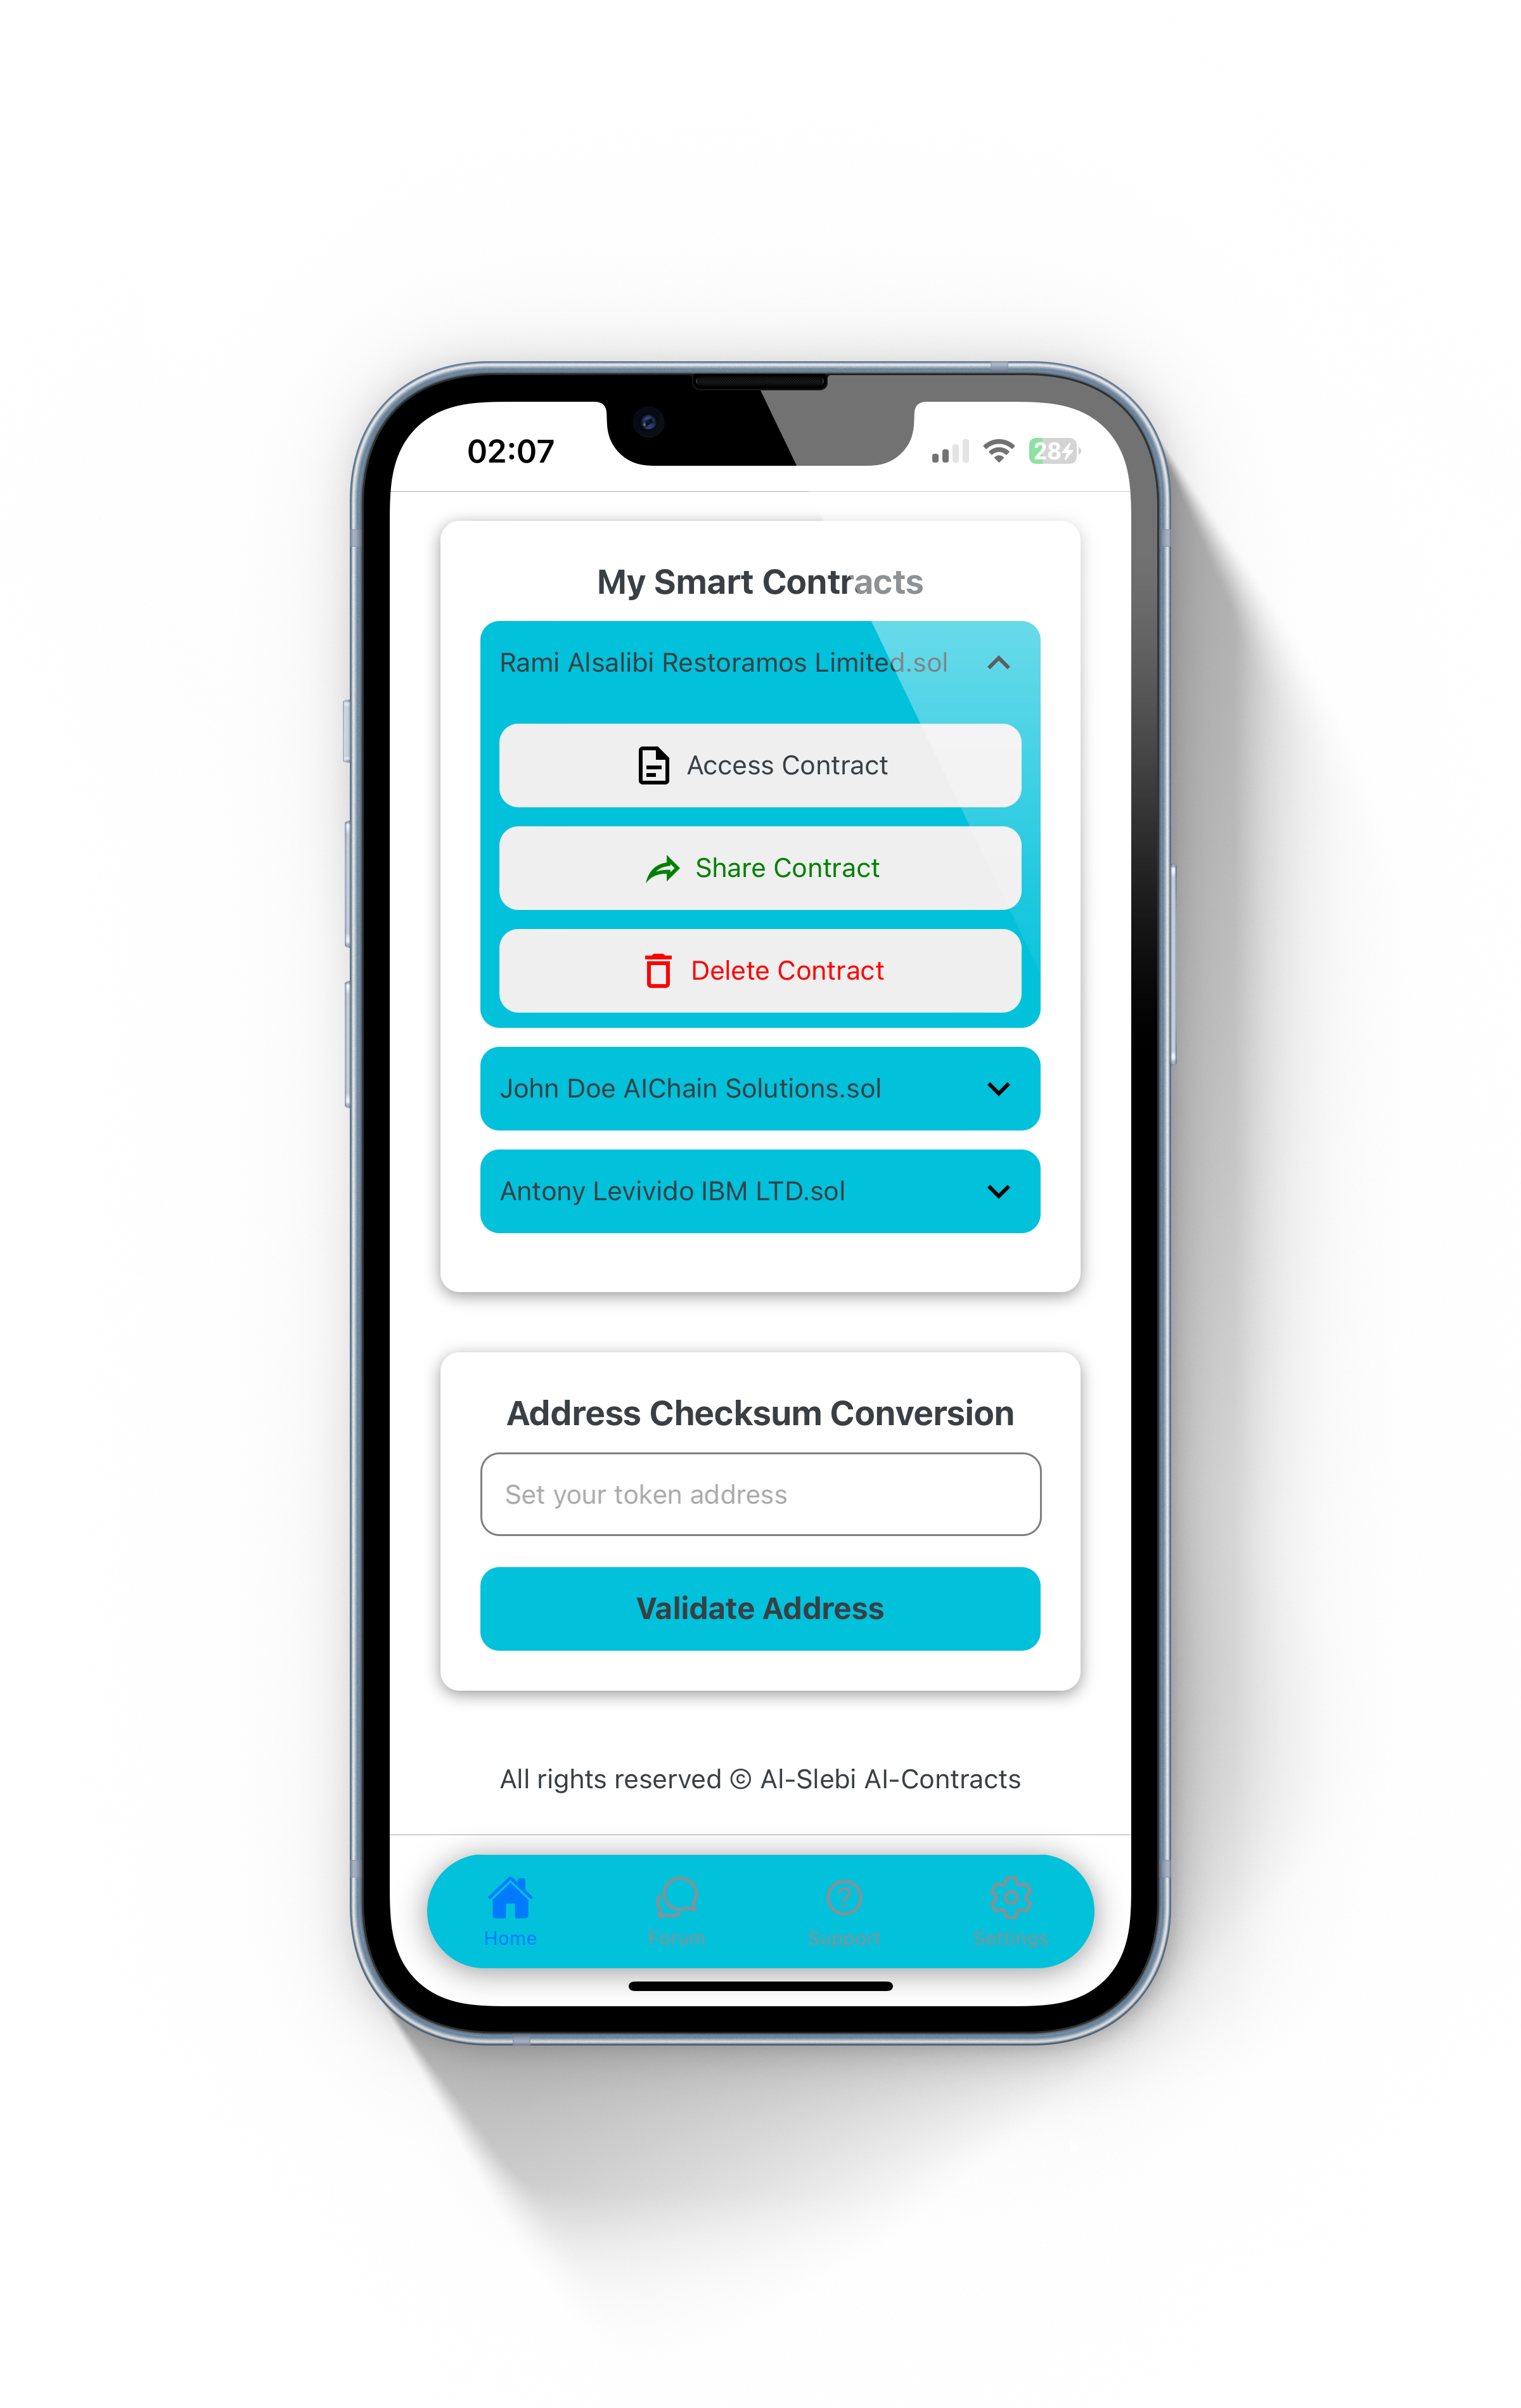 02:07
28
My Smart Contracts
Rami Alsalibi Restoramos Limited.sol
Access Contract
Share Contract
Delete Contract
John Doe AIChain Solutions.sol
Antony Levivido IBM LTD.sol
Address Checksum Conversion
Set your token address
Validate Address
All rights reserved © Al-Slebi AI-Contracts
Home
Forum
Support
Settings